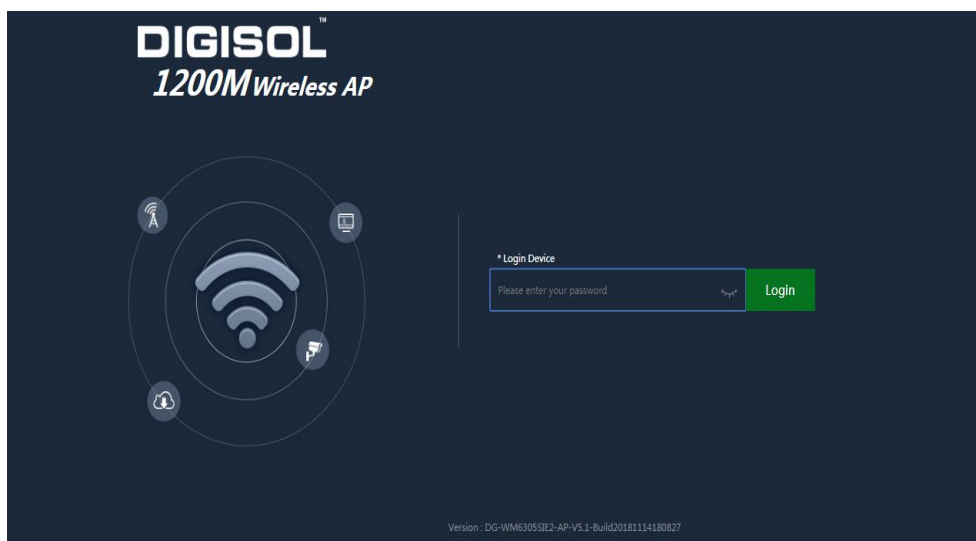 DIGISOL™
1200M Wireless AP
* Login Device
Please enter your password
Login
Version : DG-WM6305SIE2-AP-V5.1-Build20181114180827